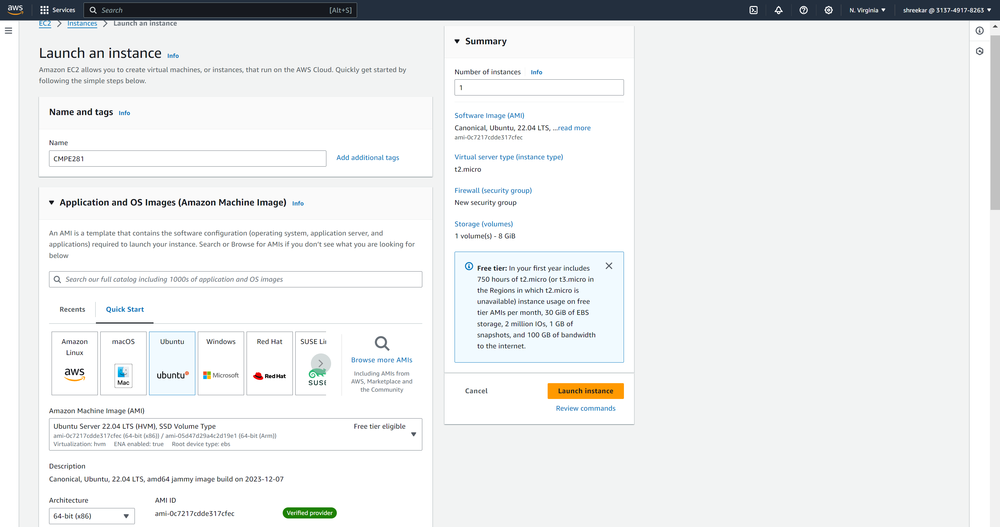 aws
Services
Search [Alt+S]
N. Virginia
shreekar @ 3137-4917-8263
EC2 Instances Launch an instance
Launch an instance Info
Amazon EC2 allows you to create virtual machines, or instances, that run on the AWS Cloud. Quickly get started by
following the simple steps below.
Name and tags Info
Name
CMPE281
Add additional tags
Application and OS Images (Amazon Machine Image) Info
An AMI is a template that contains the software configuration (operating system, application server, and
applications) required to launch your instance. Search or Browse for AMIs if you don't see what you are looking for
below
Search our full catalog including 1000s of application and OS images
Recents Quick Start
Amazon
Linux
aws
macOS
Mac
Ubuntu
ubuntu
Windows
Microsoft
Red Hat
Red Hat
SUSE Li
SUSE
Browse more AMIs
Including AMIs from
AWS, Marketplace and
the Community
Amazon Machine Image (AMI)
Ubuntu Server 22.04 LTS (HVM), SSD Volume Type Free tier eligible
ami-0c7217cdde317cfec (64-bit (x86)) / ami-05d47d29a4c2d19e1 (64-bit (Arm))
Virtualization: hvm ENA enabled: true Root device type: ebs
Description
Canonical, Ubuntu, 22.04 LTS, amd64 jammy image build on 2023-12-07
Architecture
64-bit (x86)
AMI ID
ami-0c7217cdde317cfec
Verified provider
Summary
Number of instances Info
1
Software Image (AMI)
Canonical, Ubuntu, 22.04 LTS, ...read more
ami-0c7217cdde317cfec
Virtual server type (instance type)
t2.micro
Firewall (security group)
New security group
Storage (volumes)
1 volume(s) - 8 GiB
Free tier: In your first year includes
750 hours of t2.micro (or t3.micro in
the Regions in which t2.micro is
unavailable) instance usage on free
tier AMIs per month, 30 GiB of EBS
storage, 2 million IOs, 1 GB of
snapshots, and 100 GB of bandwidth
to the internet.
Cancel
Launch instance
Review commands